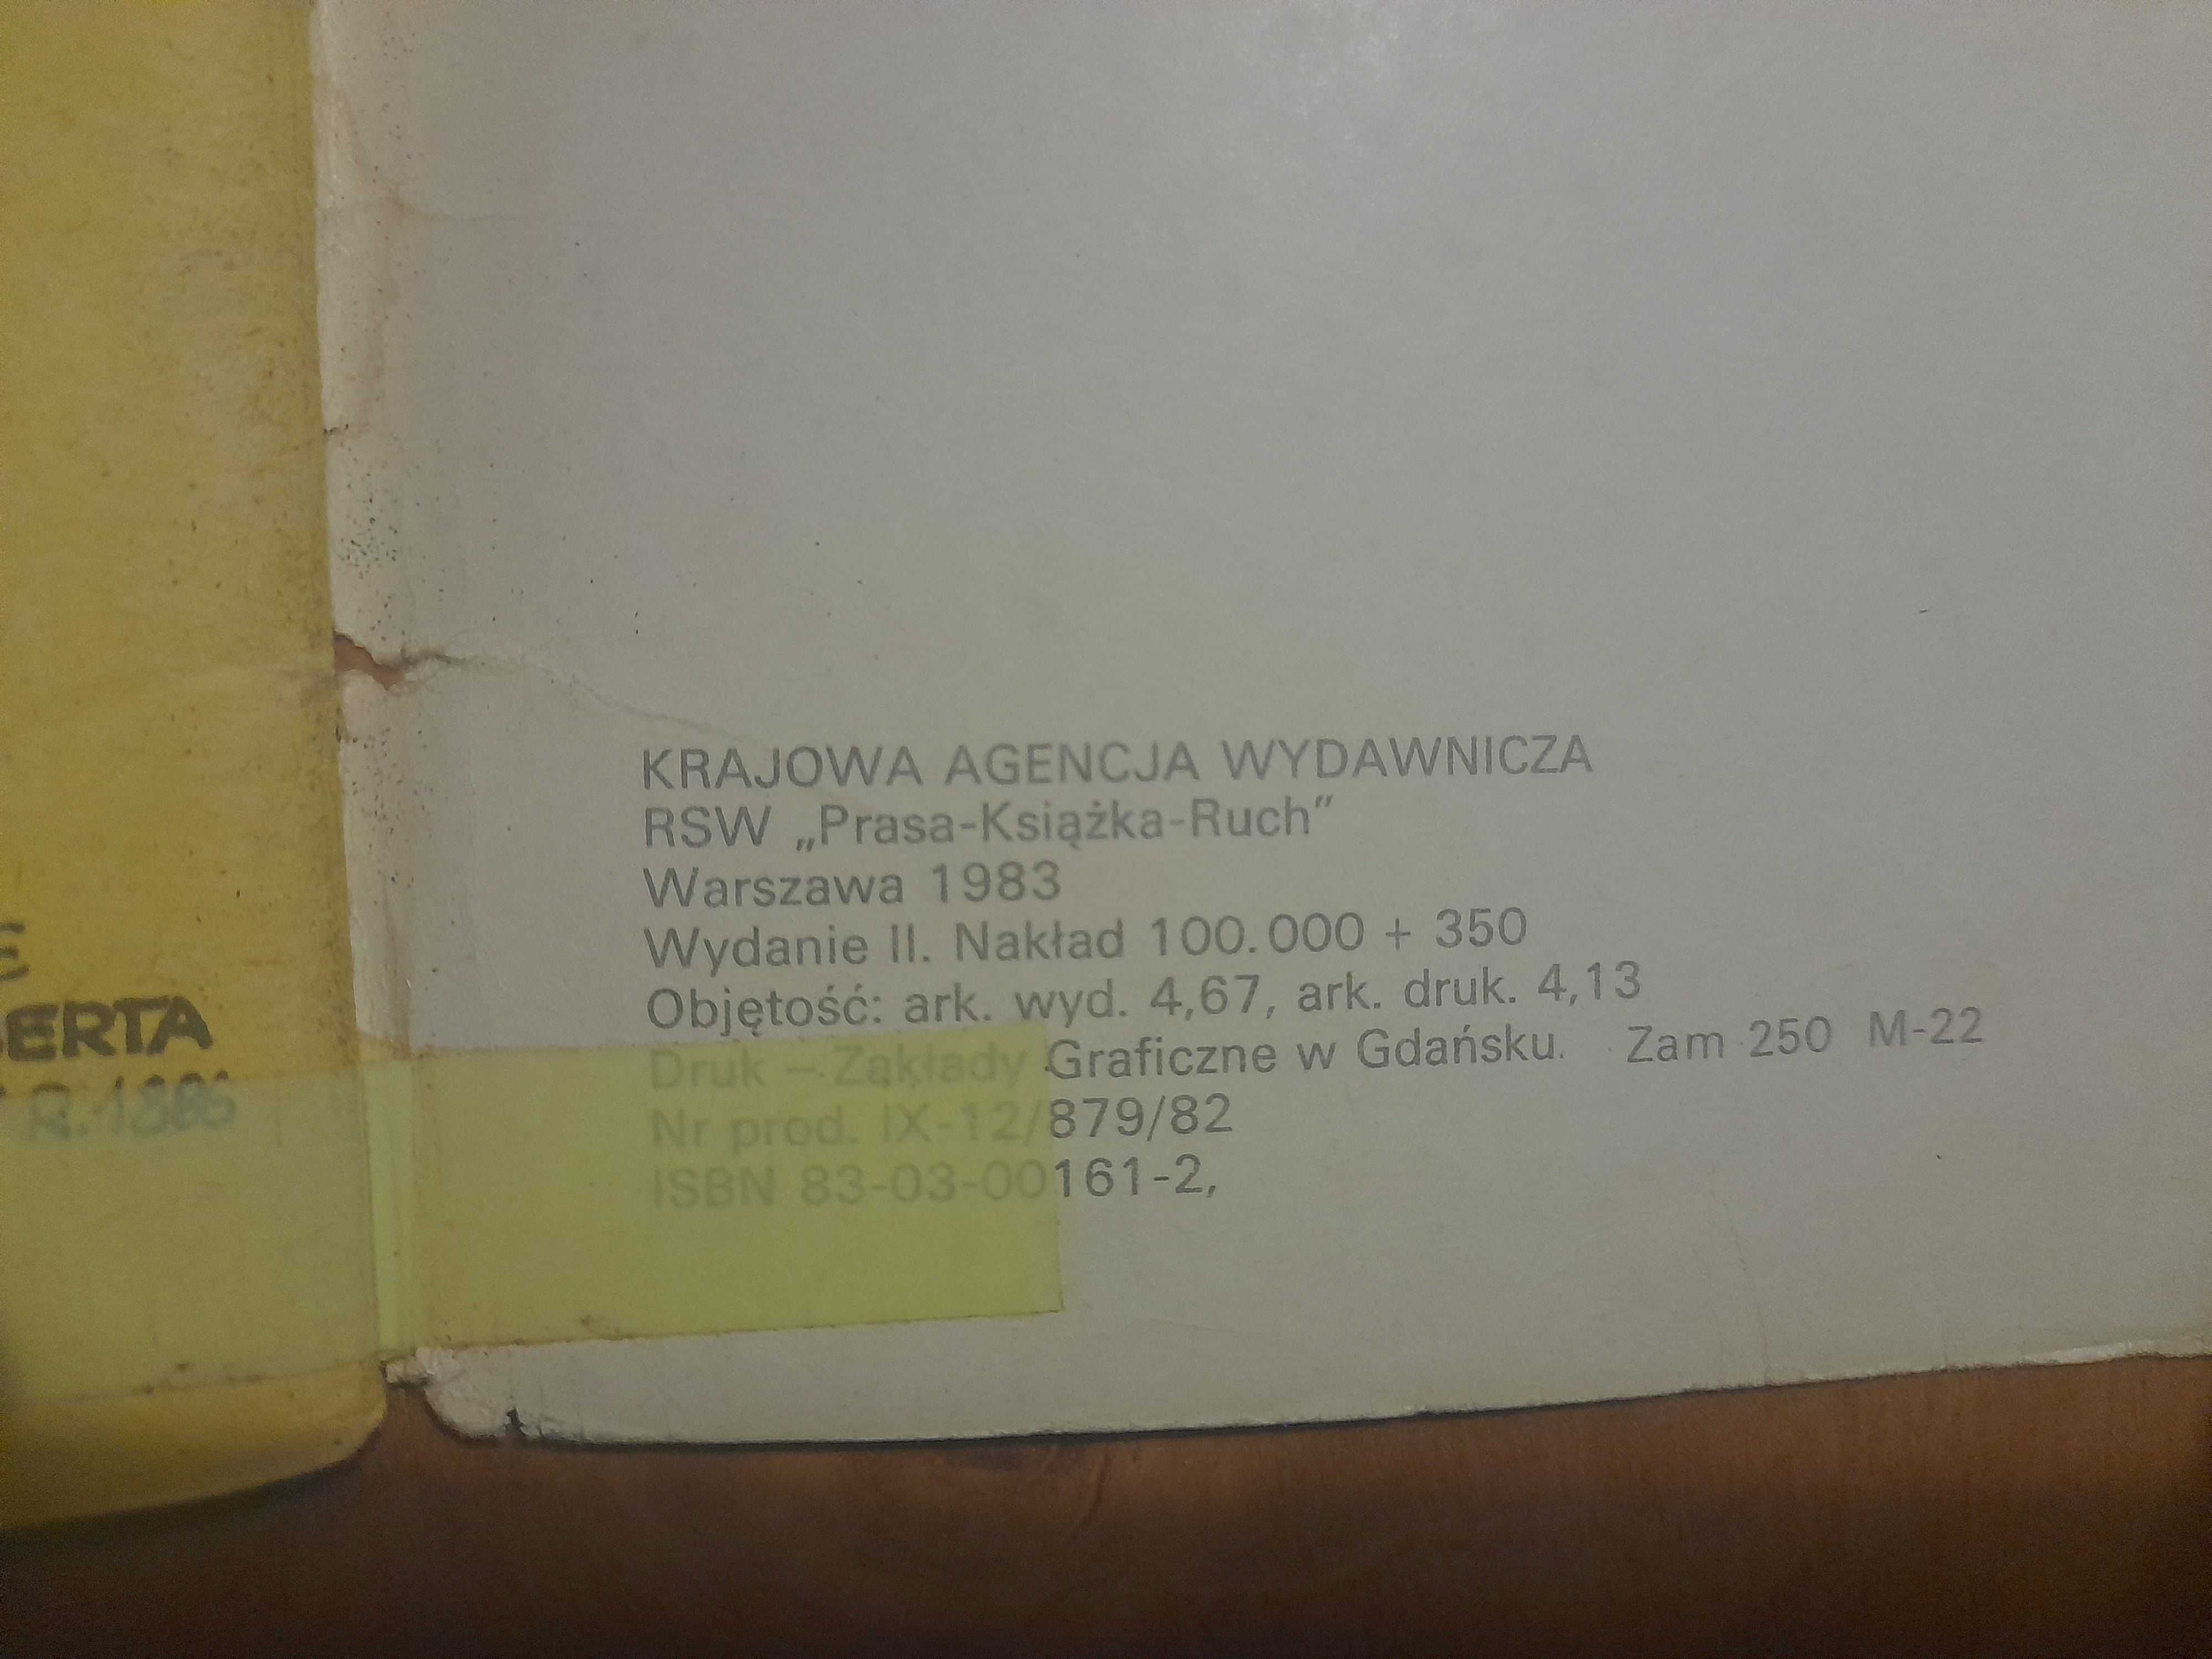 KRAJOWA AGENCJA WYDAWNICZA
RSW „Prasa-Książka-Ruch”
Warszawa 1983
Wydanie II. Nakład 100.000 + 350
Objętość: ark. wyd. 4,67, ark. druk. 4,13
Druk – Zakłady Graficzne w Gdańsku. Zam 250 M-22
Nr prod. IX-12/879/82
ISBN 83-03-00161-2,
E
ERTA
R. 1886